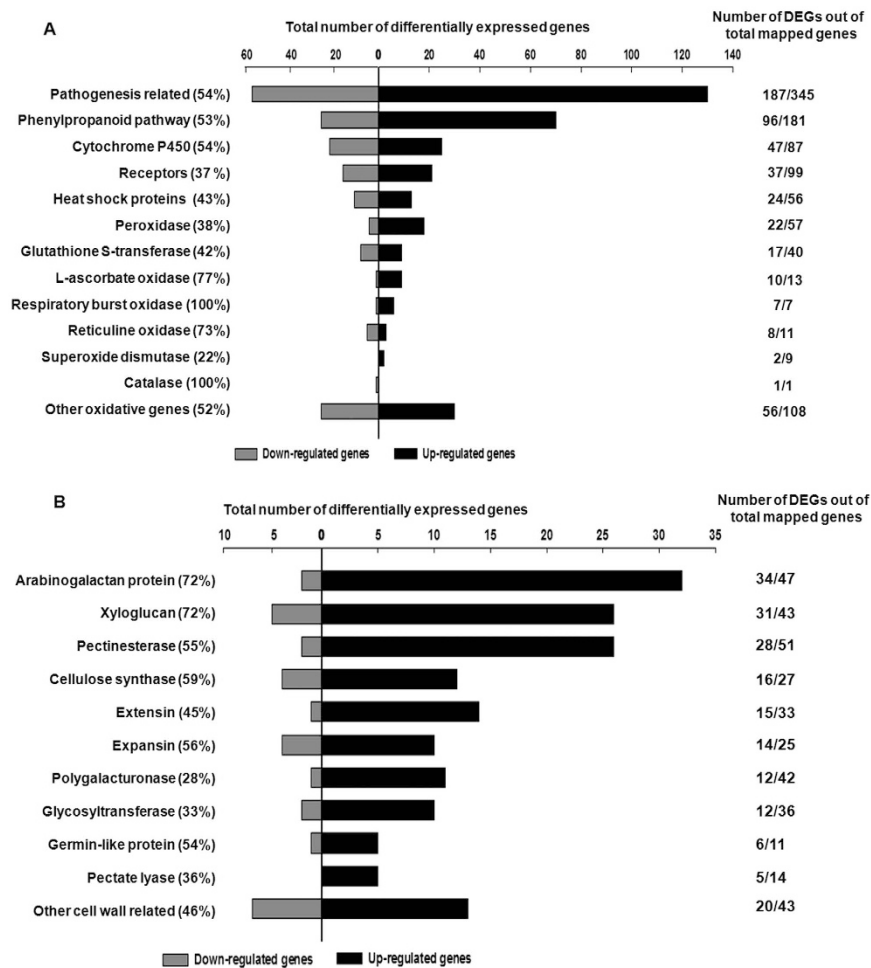 A
Total number of differentially expressed genes
Number of DEGs out of
total mapped genes
60 40 20 0 20 40 60 80 100 120 140
Pathogenesis related (54%) 187/345
Phenylpropanoid pathway (53%) 96/181
Cytochrome P450 (54%) 47/87
Receptors (37 %) 37/99
Heat shock proteins (43%) 24/56
Peroxidase (38%) 22/57
Glutathione S-transferase (42%) 17/40
L-ascorbate oxidase (77%) 10/13
Respiratory burst oxidase (100%) 7/7
Reticuline oxidase (73%) 8/11
Superoxide dismutase (22%) 2/9
Catalase (100%) 1/1
Other oxidative genes (52%) 56/108
Down-regulated genes Up-regulated genes
B
Total number of differentially expressed genes
Number of DEGs out of
total mapped genes
10 5 0 5 10 15 20 25 30 35
Arabinogalactan protein (72%) 34/47
Xyloglucan (72%) 31/43
Pectinesterase (55%) 28/51
Cellulose synthase (59%) 16/27
Extensin (45%) 15/33
Expansin (56%) 14/25
Polygalacturonase (28%) 12/42
Glycosyltransferase (33%) 12/36
Germin-like protein (54%) 6/11
Pectate lyase (36%) 5/14
Other cell wall related (46%) 20/43
Down-regulated genes Up-regulated genes